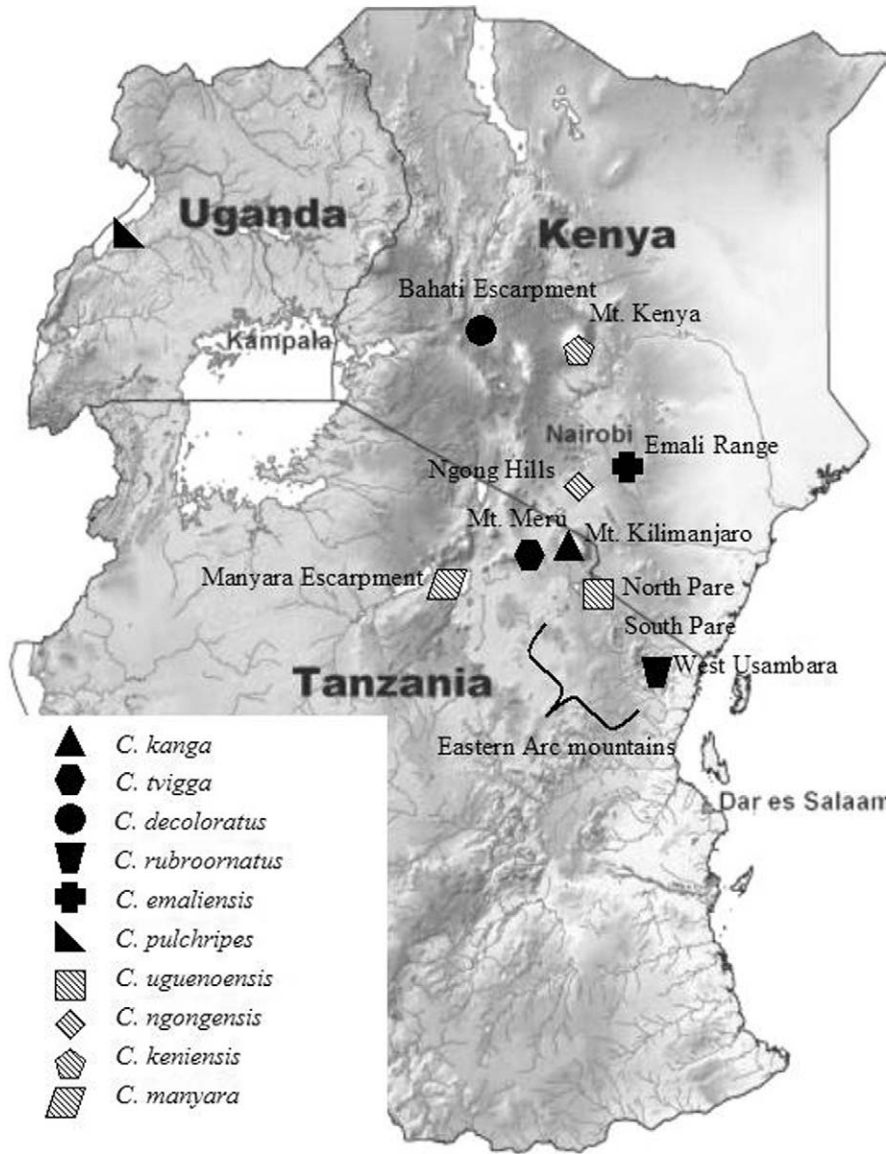 Uganda
Kenya
Bahati Escarpment
Mt. Kenya
Kampala
Nairobi
Emali Range
Ngong Hills
Mt. Meru
Mt. Kilimanjaro
Manyara Escarpment
North Pare
South Pare
West Usambara
Tanzania
Eastern Arc mountains
Dar es Salaam
C. kanga
C. tvigga
C. decoloratus
C. rubroornatus
C. emaliensis
C. pulchripes
C. uguenoensis
C. ngongensis
C. keniensis
C. manyara